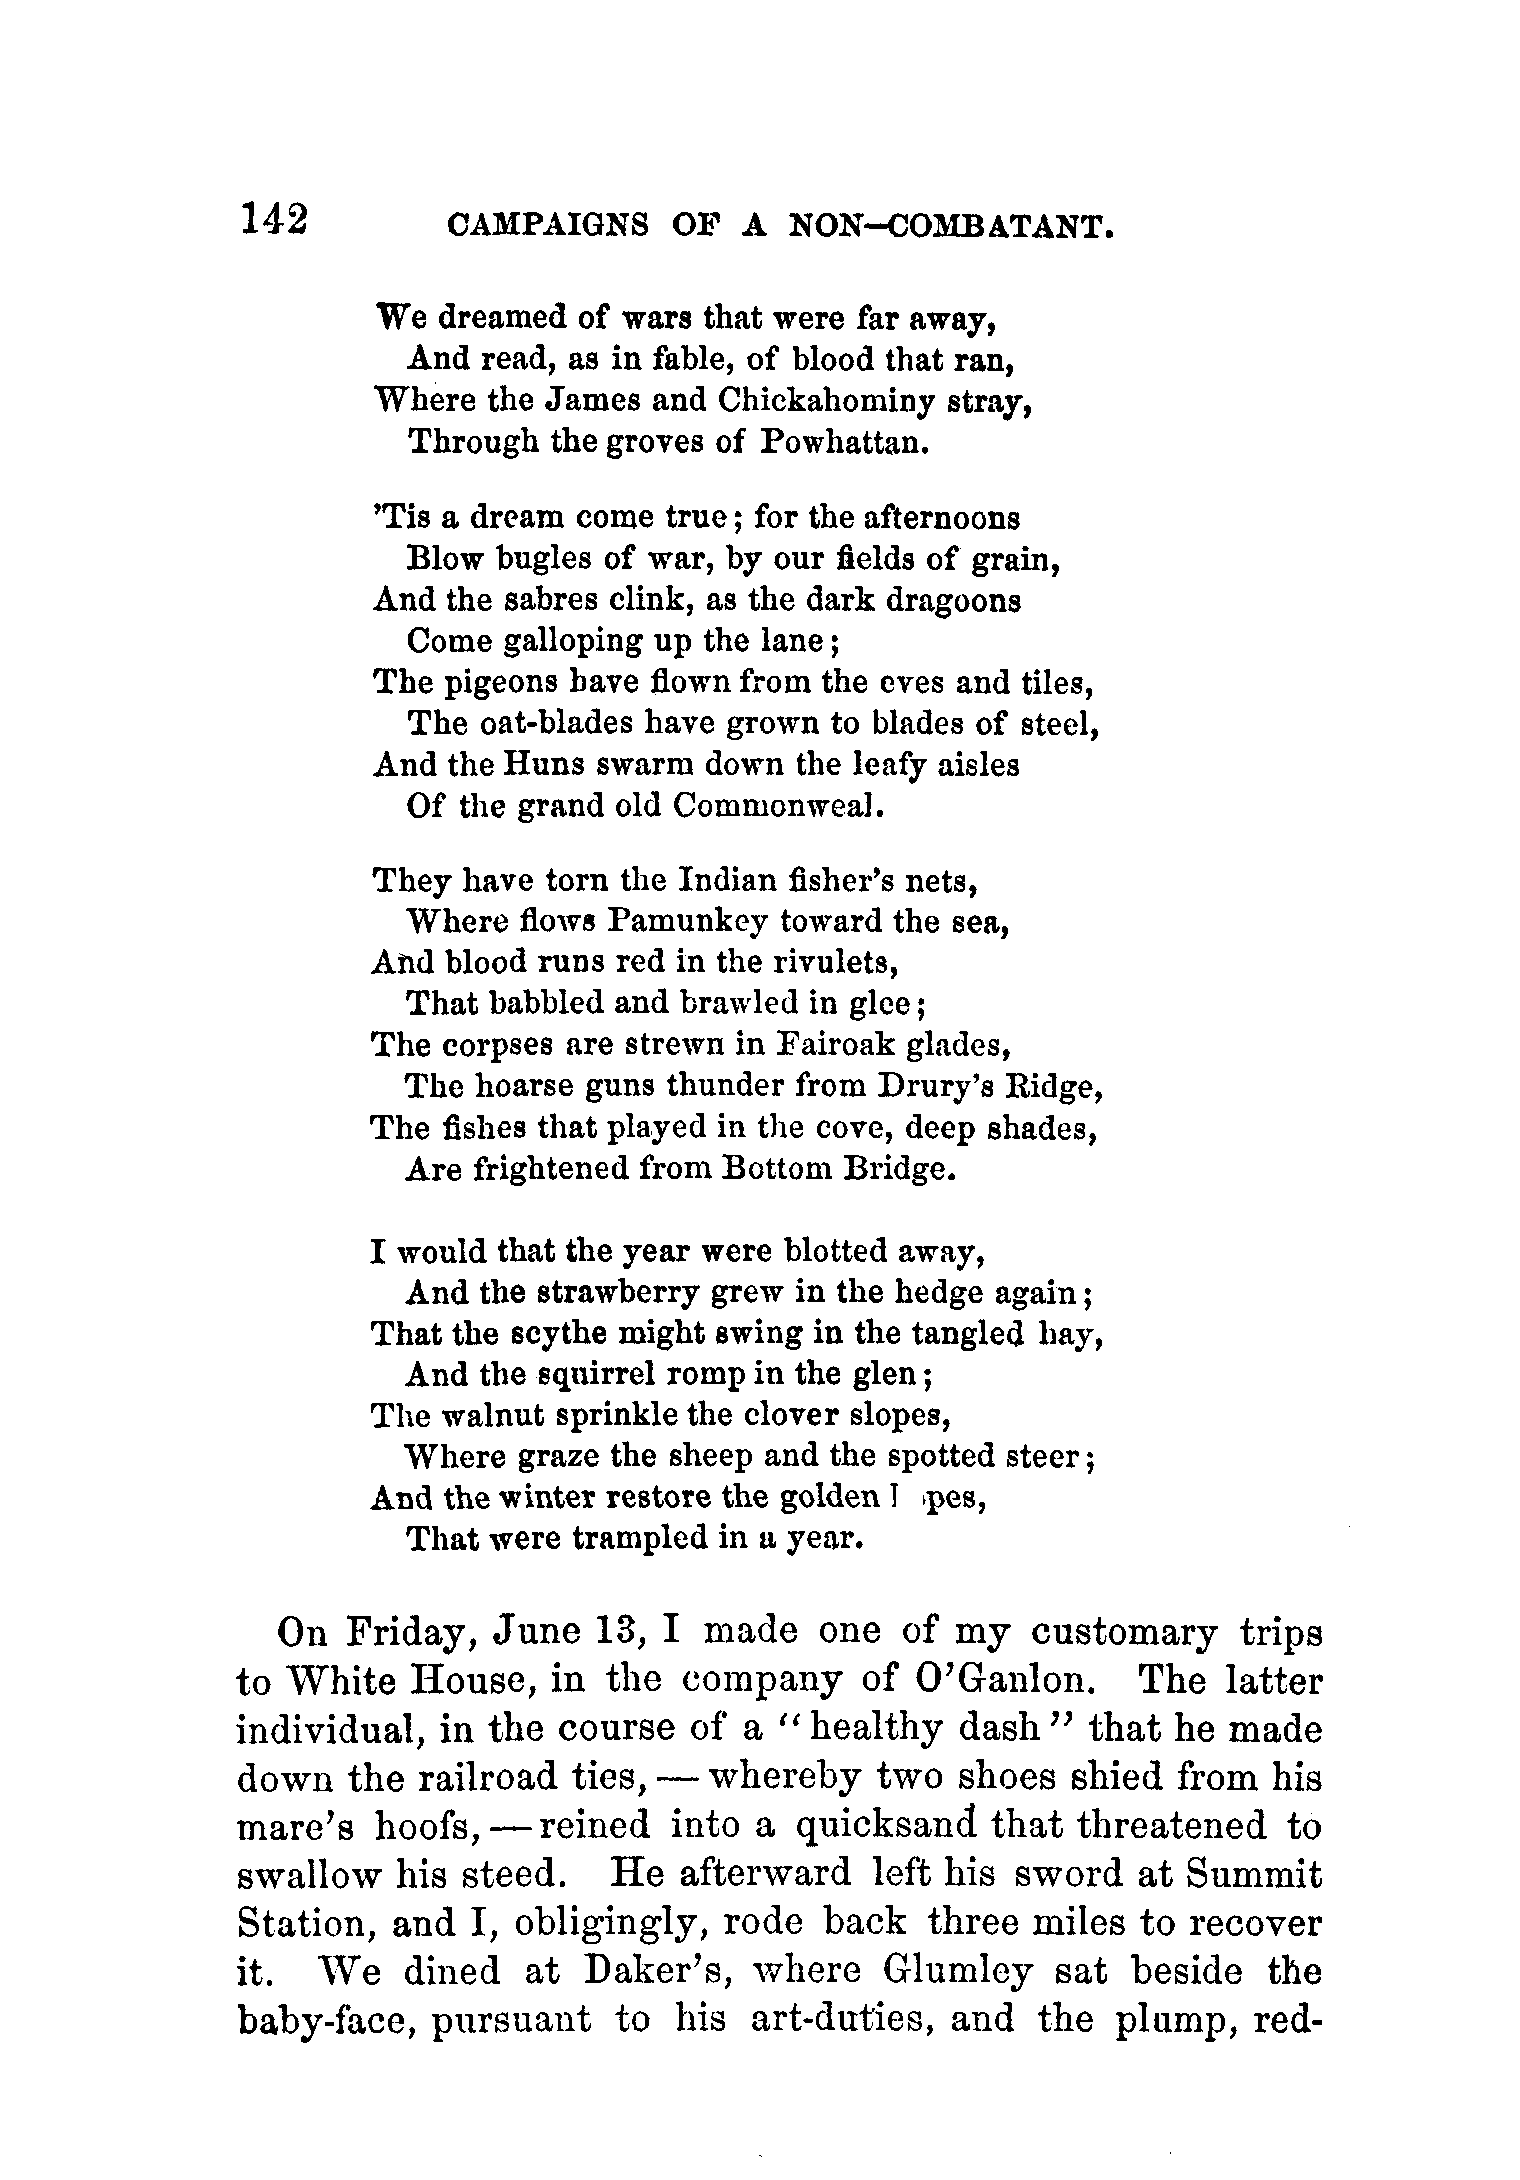 142 CAMPAIGNS OF A NON-COMBATANT.
We dreamed of wars that were far away,
And read, as in fable, of blood that ran,
Where the James and Chickahominy stray,
Through the groves of Powhattan.
'Tis a dream come true; for the afternoons
Blow bugles of war, by our fields of grain,
And the sabres clink, as the dark dragoons
Come galloping up the lane;
The pigeons have flown from the eves and tiles,
The oat-blades have grown to blades of steel,
And the Huns swarm down the leafy aisles
Of the grand old Commonweal.
They have torn the Indian fisher's nets,
Where flows Pamunkey toward the sea,
And blood runs red in the rivulets,
That babbled and brawled in glee;
The corpses are strewn in Fairoak glades,
The hoarse guns thunder from Drury's Ridge,
The fishes that played in the cove, deep shades,
Are frightened from Bottom Bridge.
I would that the year were blotted away,
And the strawberry grew in the hedge again;
That the scythe might swing in the tangled hay,
And the squirrel romp in the glen;
The walnut sprinkle the clover slopes,
Where graze the sheep and the spotted steer;
And the winter restore the golden
That were trampled in a year.
On Friday, June 13, I made one of my customary trips
to White House, in the company of O'Ganlon. The latter
individual, in the course of a "healthy dash" that he made
down the railroad ties, — whereby two shoes shied from his
mare's hoofs, — reined into a quicksand that threatened to
swallow his steed. He afterward left his sword at Summit
Station, and I, obligingly, rode back three miles to recover
it. We dined at Daker's, where Glumley sat beside the
baby-face, pursuant to his art-duties, and the plump, red-